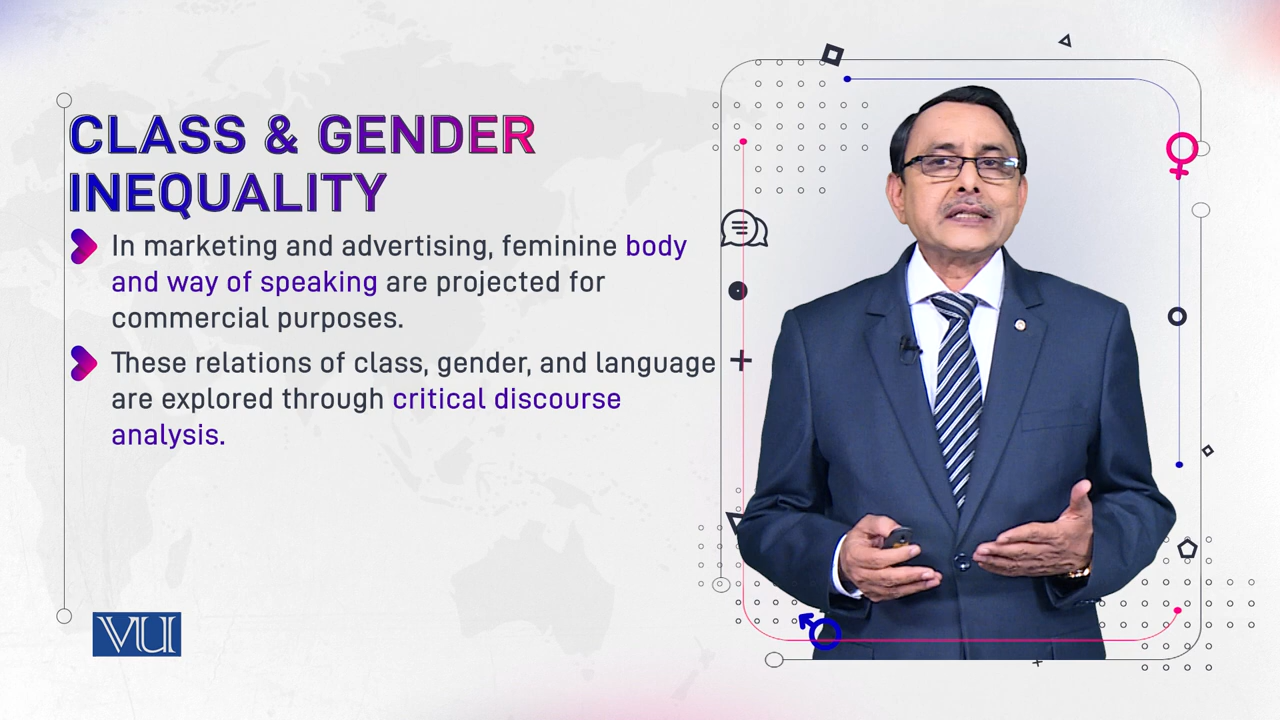 CLASS & GENDER
INEQUALITY
In marketing and advertising, feminine body
and way of speaking are projected for
commercial purposes.
These relations of class, gender, and language
are explored through critical discourse
analysis.
VU